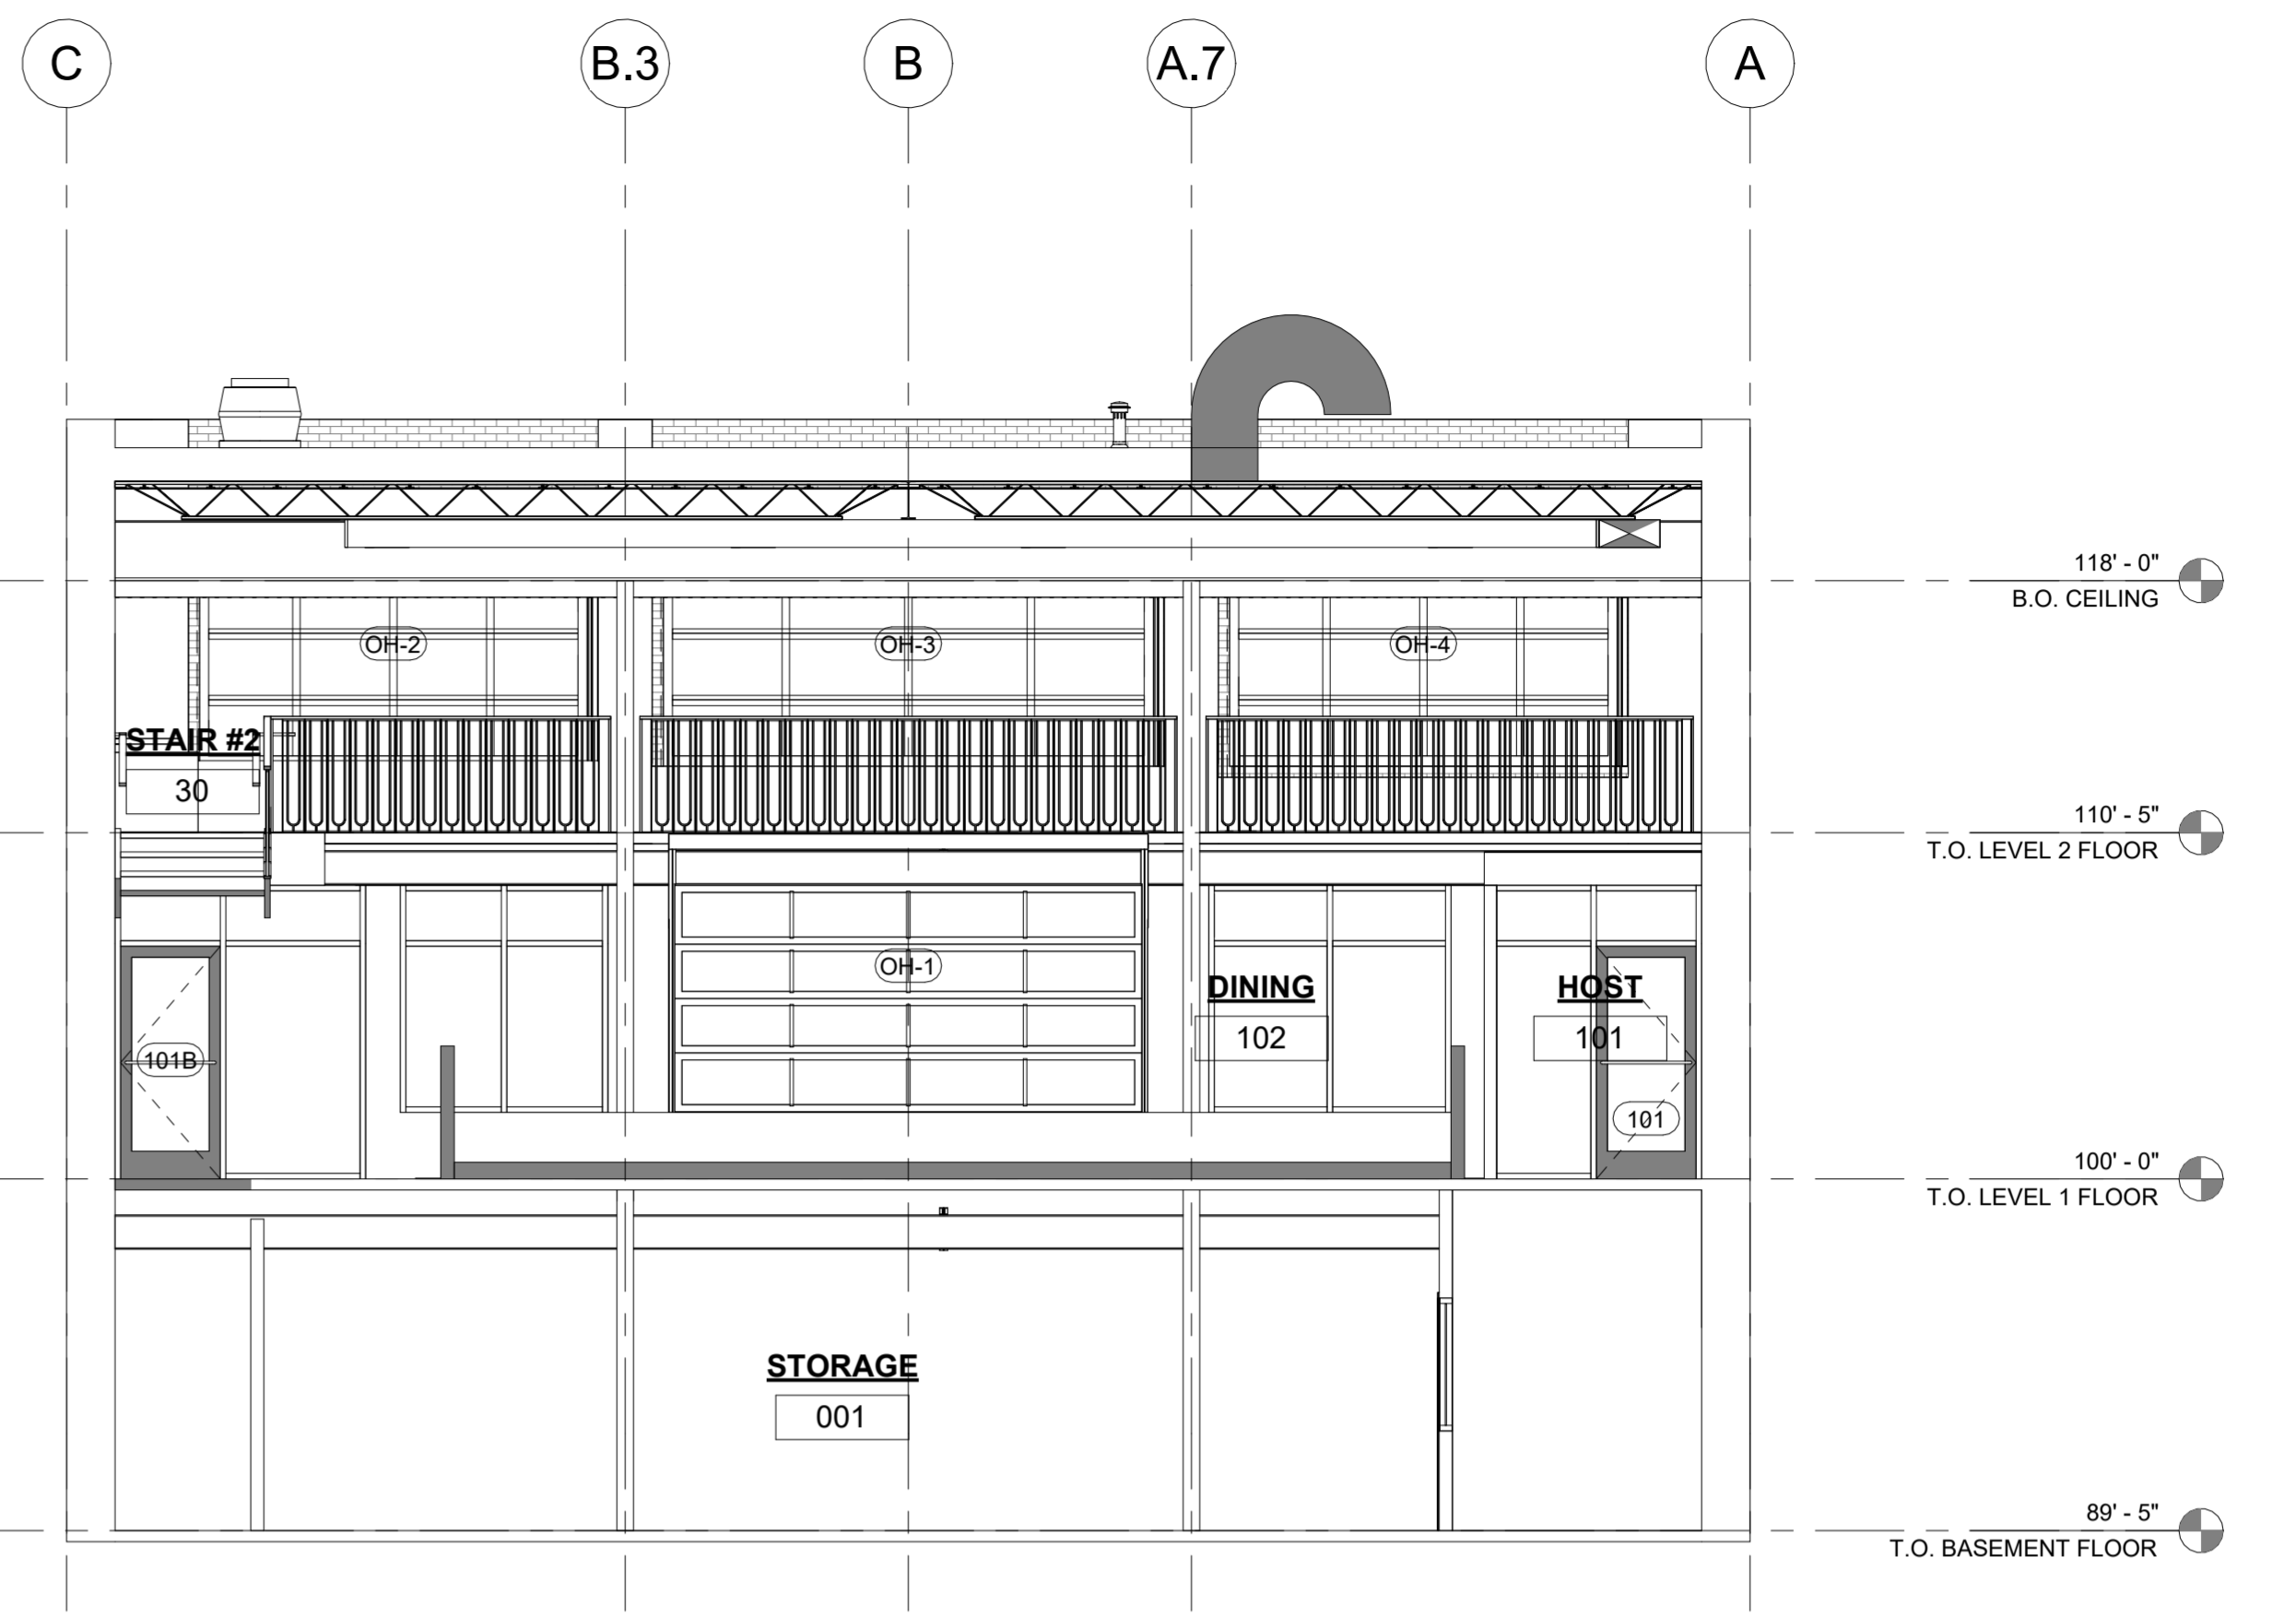 C
B.3
B
A.7
A
118' - 0"
B.O. CEILING
OH-2
OH-3
OH-4
STAIR #2
30
110' - 5"
T.O. LEVEL 2 FLOOR
OH-1
DINING
102
HOST
101
101B
101
100' - 0"
T.O. LEVEL 1 FLOOR
STORAGE
001
89' - 5"
T.O. BASEMENT FLOOR